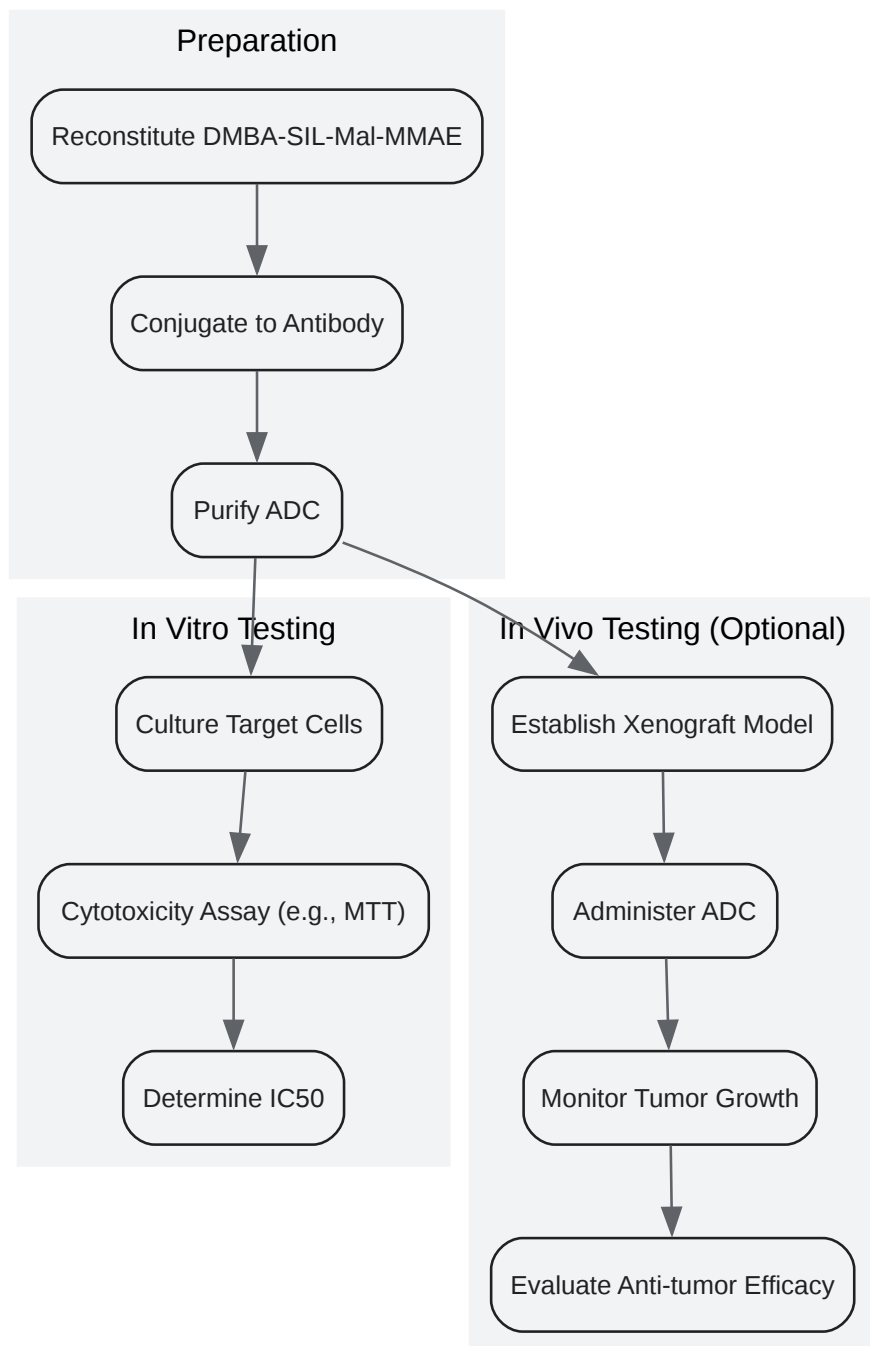 Preparation
Reconstitute DMBA-SIL-Mal-MMAE
Conjugate to Antibody
Purify ADC
In Vitro Testing
Culture Target Cells
Cytotoxicity Assay (e.g., MTT)
Determine IC50
In Vivo Testing (Optional)
Establish Xenograft Model
Administer ADC
Monitor Tumor Growth
Evaluate Anti-tumor Efficacy